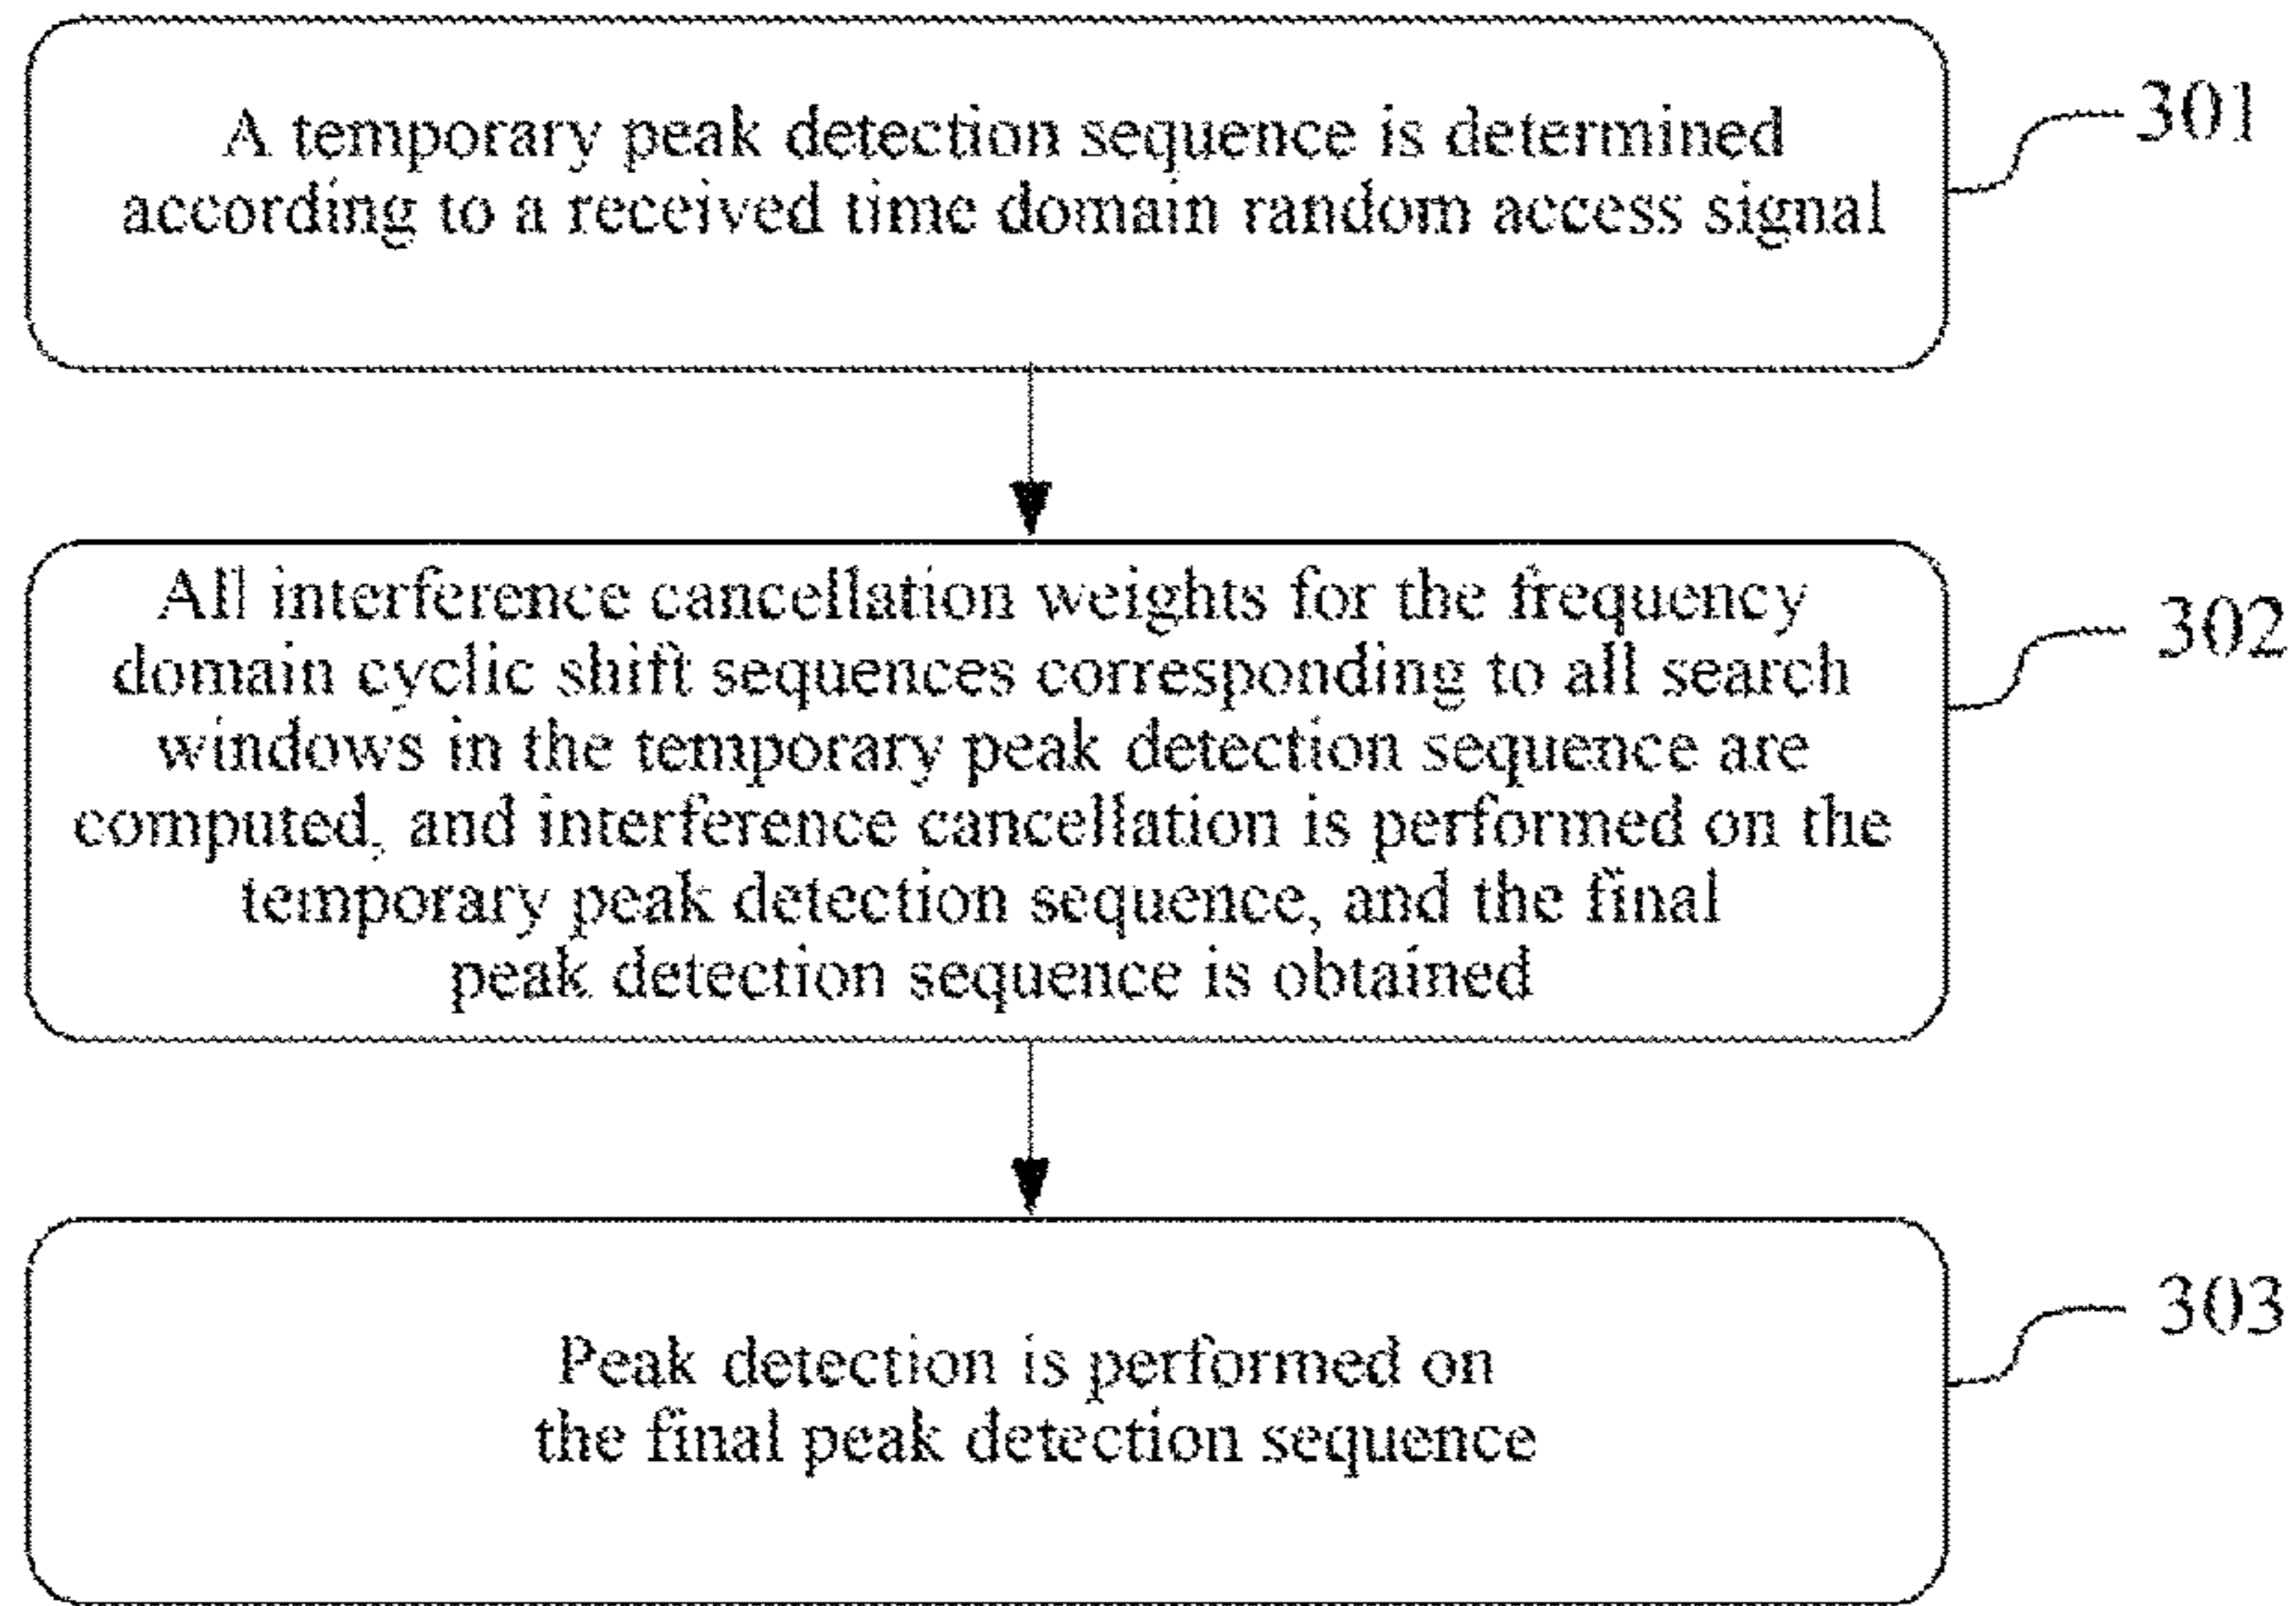 A temporary peak detection sequence is determined
according to a received time domain random access signal
301
All interference cancellation weights for the frequency
domain cyclic shift sequences corresponding to all search
windows in the temporary peak detection sequence are
computed, and interference cancellation is performed on the
temporary peak detection sequence, and the final
peak detection sequence is obtained
302
Peak detection is performed on
the final peak detection sequence
303